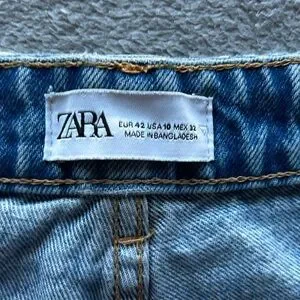 ZARA
EUR 42 USA 10 MEX 32
MADE IN BANGLADESH